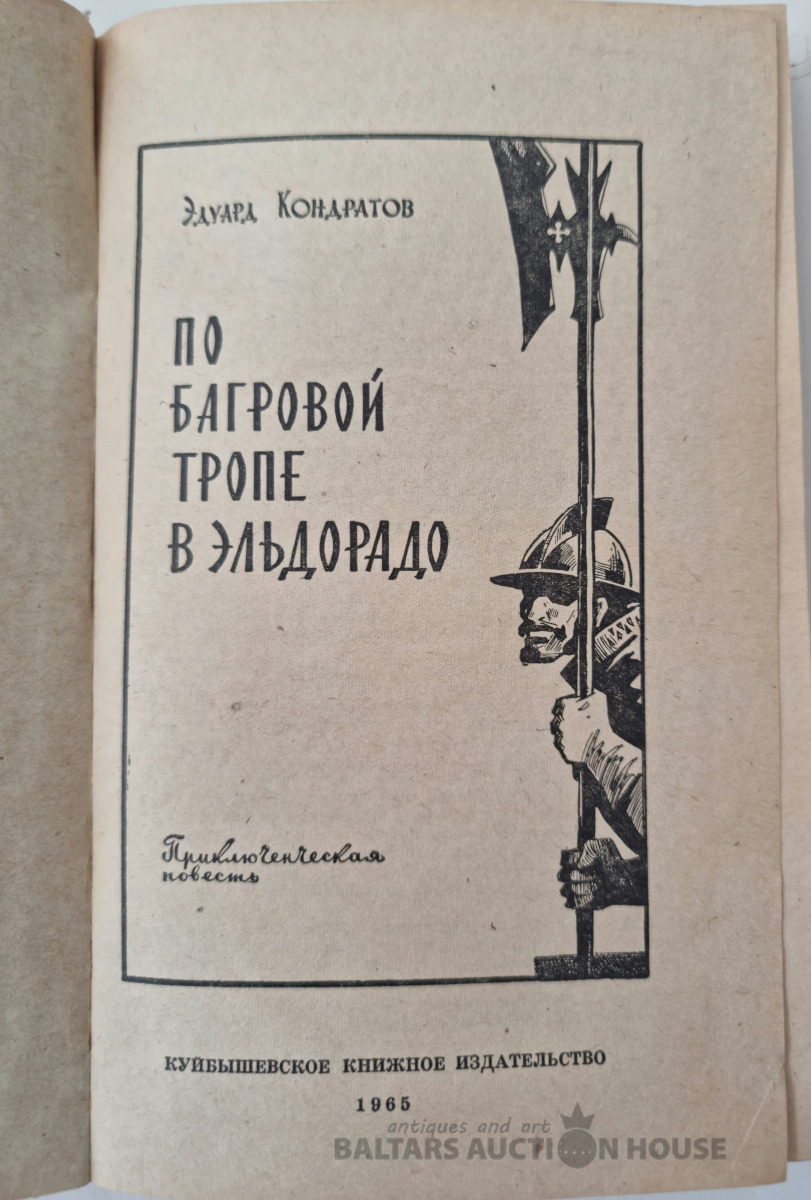 Эдуард Кондратов
ПО
БАГРОВОЙ
ТРОПЕ
В ЭЛЬДОРАДО
Приключенческая
повесть
КУЙБЫШЕВСКОЕ КНИЖНОЕ ИЗДАТЕЛЬСТВО
1965
antiques and art
BALTARS AUCTION HOUSE